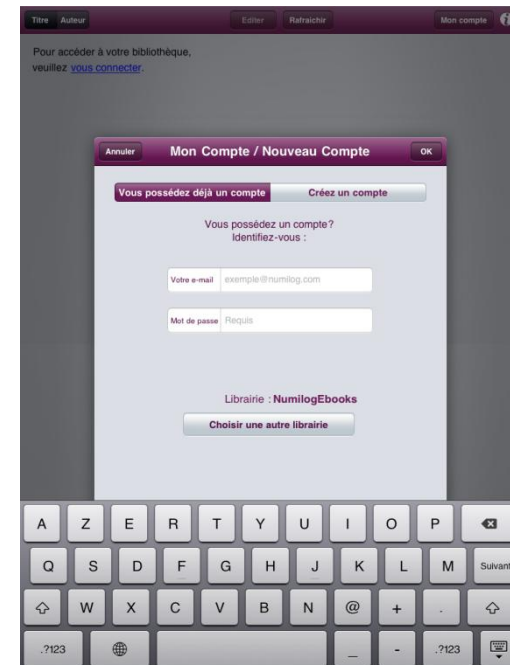 Titre Auteur Editer Rafraichir Mon compte
Pour accéder à votre bibliothèque,
veuillez vous connecter.
Annuler Mon Compte / Nouveau Compte OK
Vous possédez déjà un compte Créez un compte
Vous possédez un compte?
Identifiez-vous :
Votre e-mail exemple@numilog.com
Mot de passe Requis
Librairie : NumilogEbooks
Choisir une autre librairie
A Z E R T Y U I O P
Q S D F G H J K L M Suivant
W X C V B N @ + .
.?123 _ - .?123